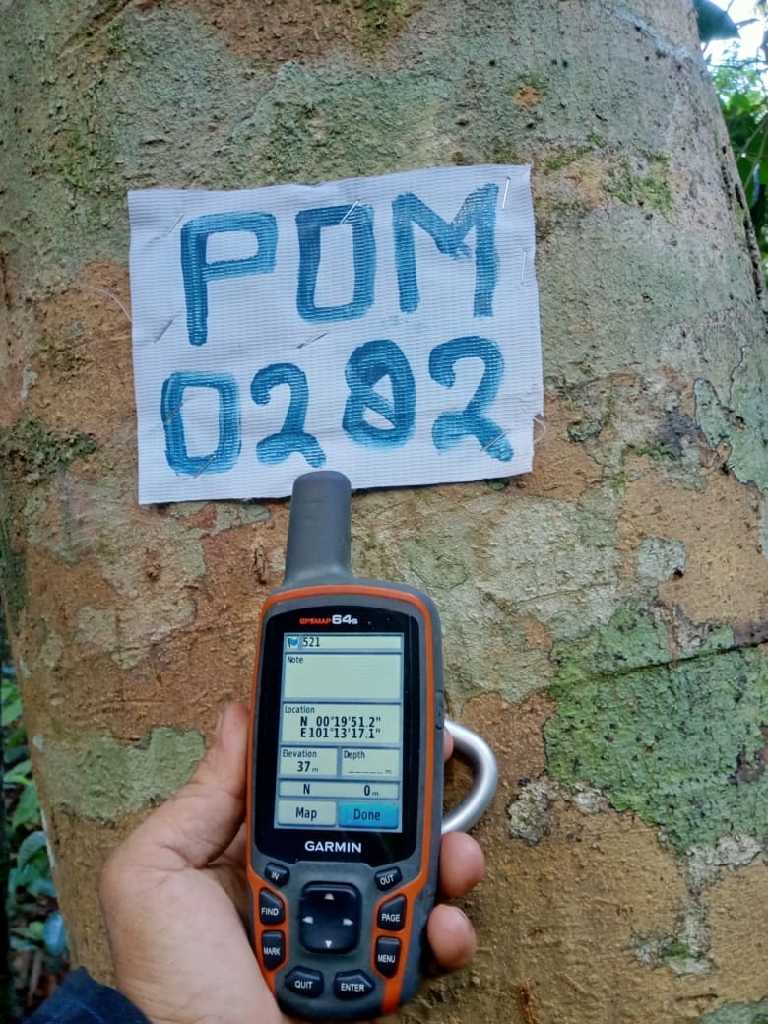 POM
0282
GPSMAP 64s
521
Note
Location
N 00°19'51.2"
E101°13'17.1"
Elevation
37 m
Depth
_____ m
N 0 m
Map Done
GARMIN
IN OUT
FIND PAGE
MARK MENU
QUIT ENTER